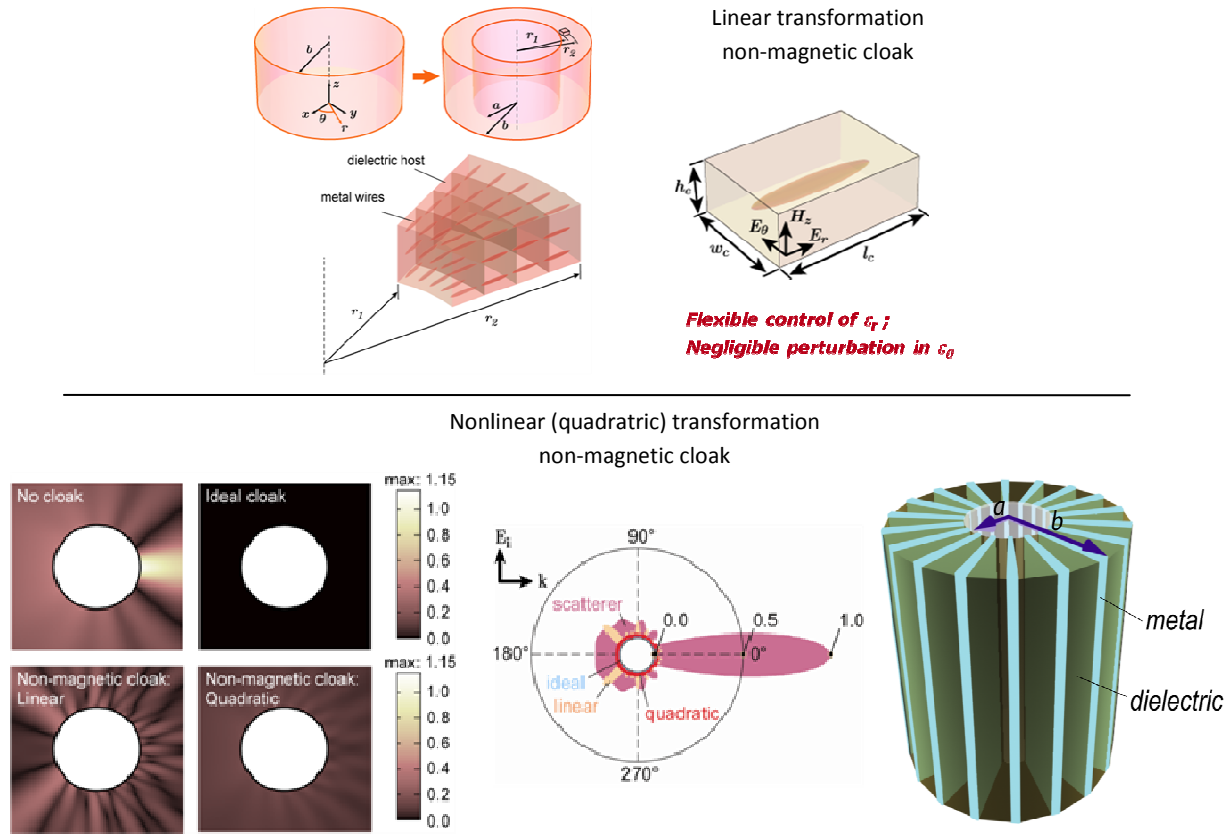 Linear transformation
non-magnetic cloak
b
z
x
y
θ
r
r1
r2
a
b
dielectric host
metal wires
r1
r2
hc
wc
lc
Eθ
Hz
Er
Flexible control of εr ;
Negligible perturbation in εθ
Nonlinear (quadratric) transformation
non-magnetic cloak
No cloak
Ideal cloak
max: 1.15
1.0
0.8
0.6
0.4
0.2
0.0
Non-magnetic cloak:
Linear
Non-magnetic cloak:
Quadratic
max: 1.15
1.0
0.8
0.6
0.4
0.2
0.0
Ei
k
90°
scatterer
0.0
0.5
1.0
180°
0°
ideal
linear
quadratic
270°
a
b
metal
dielectric